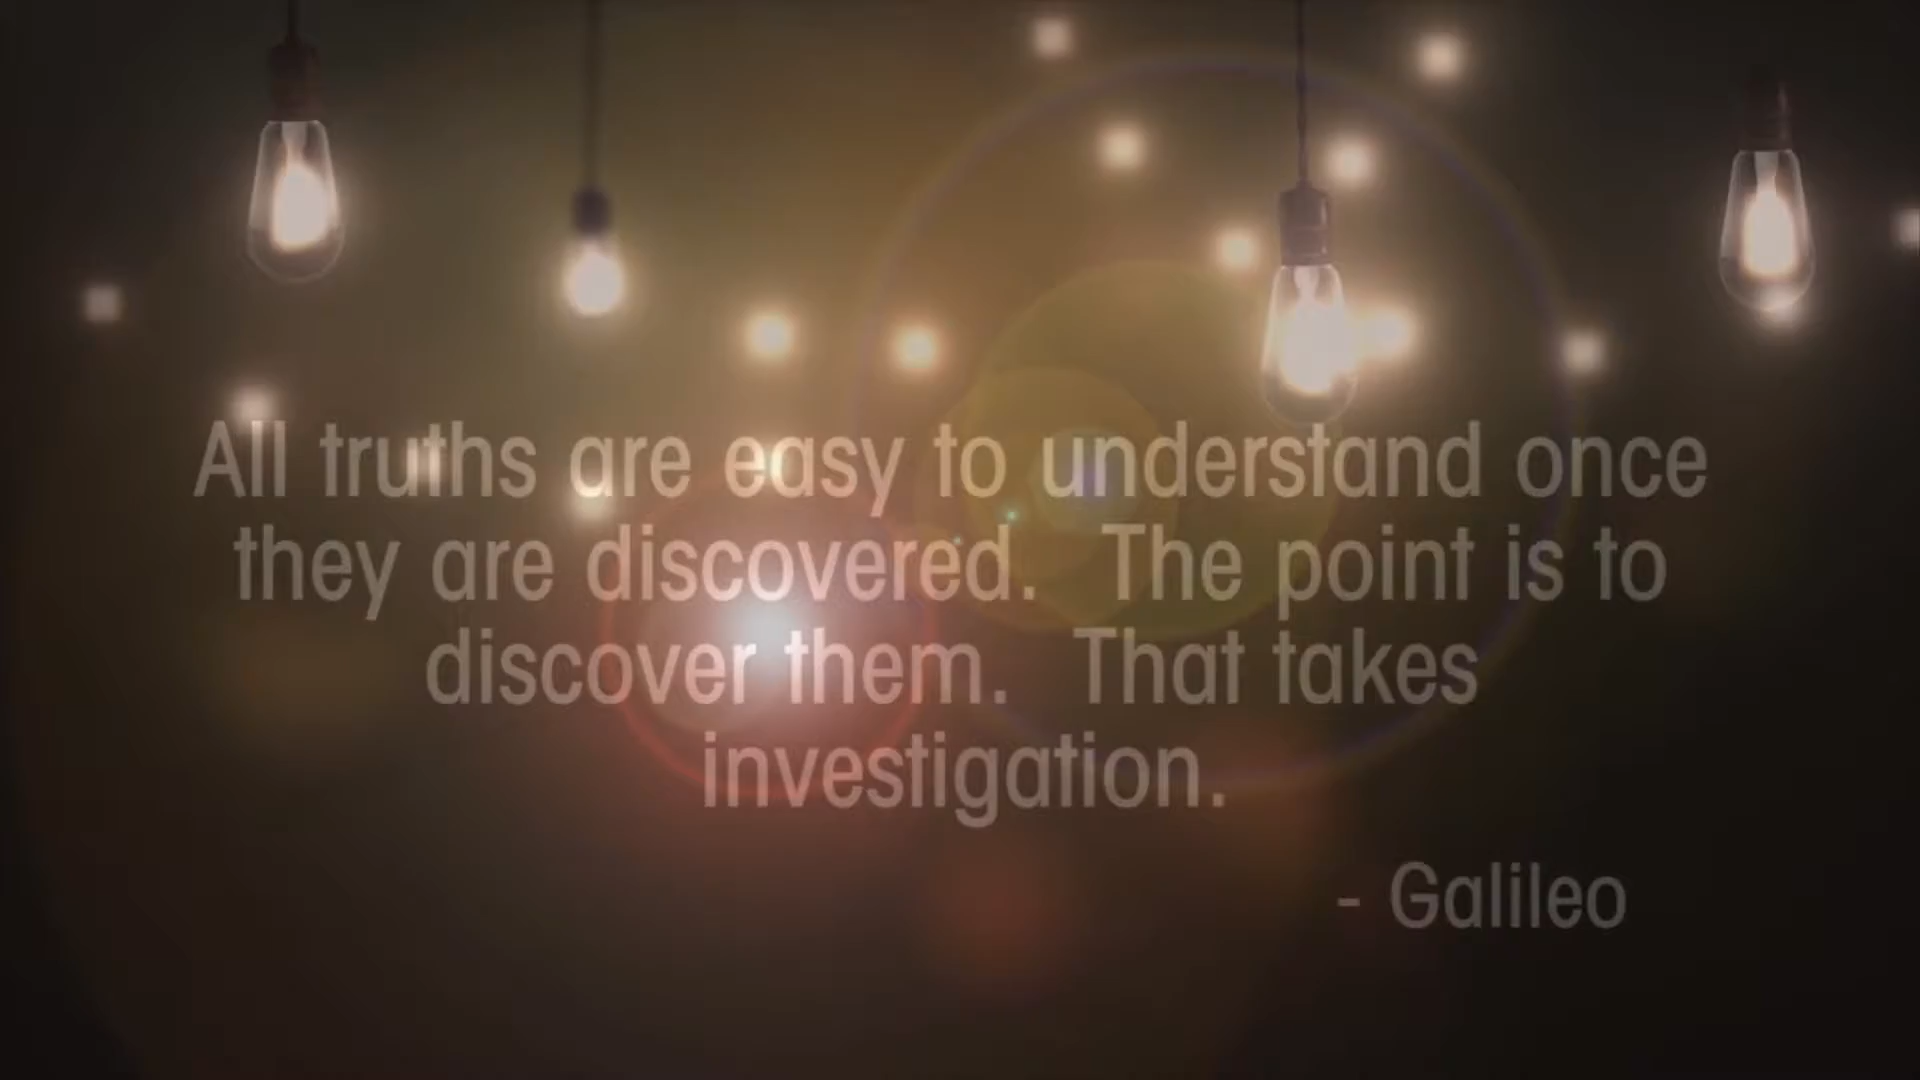 All truths are easy to understand once
they are discovered.  The point is to
discover them.  That takes
investigation.
- Galileo